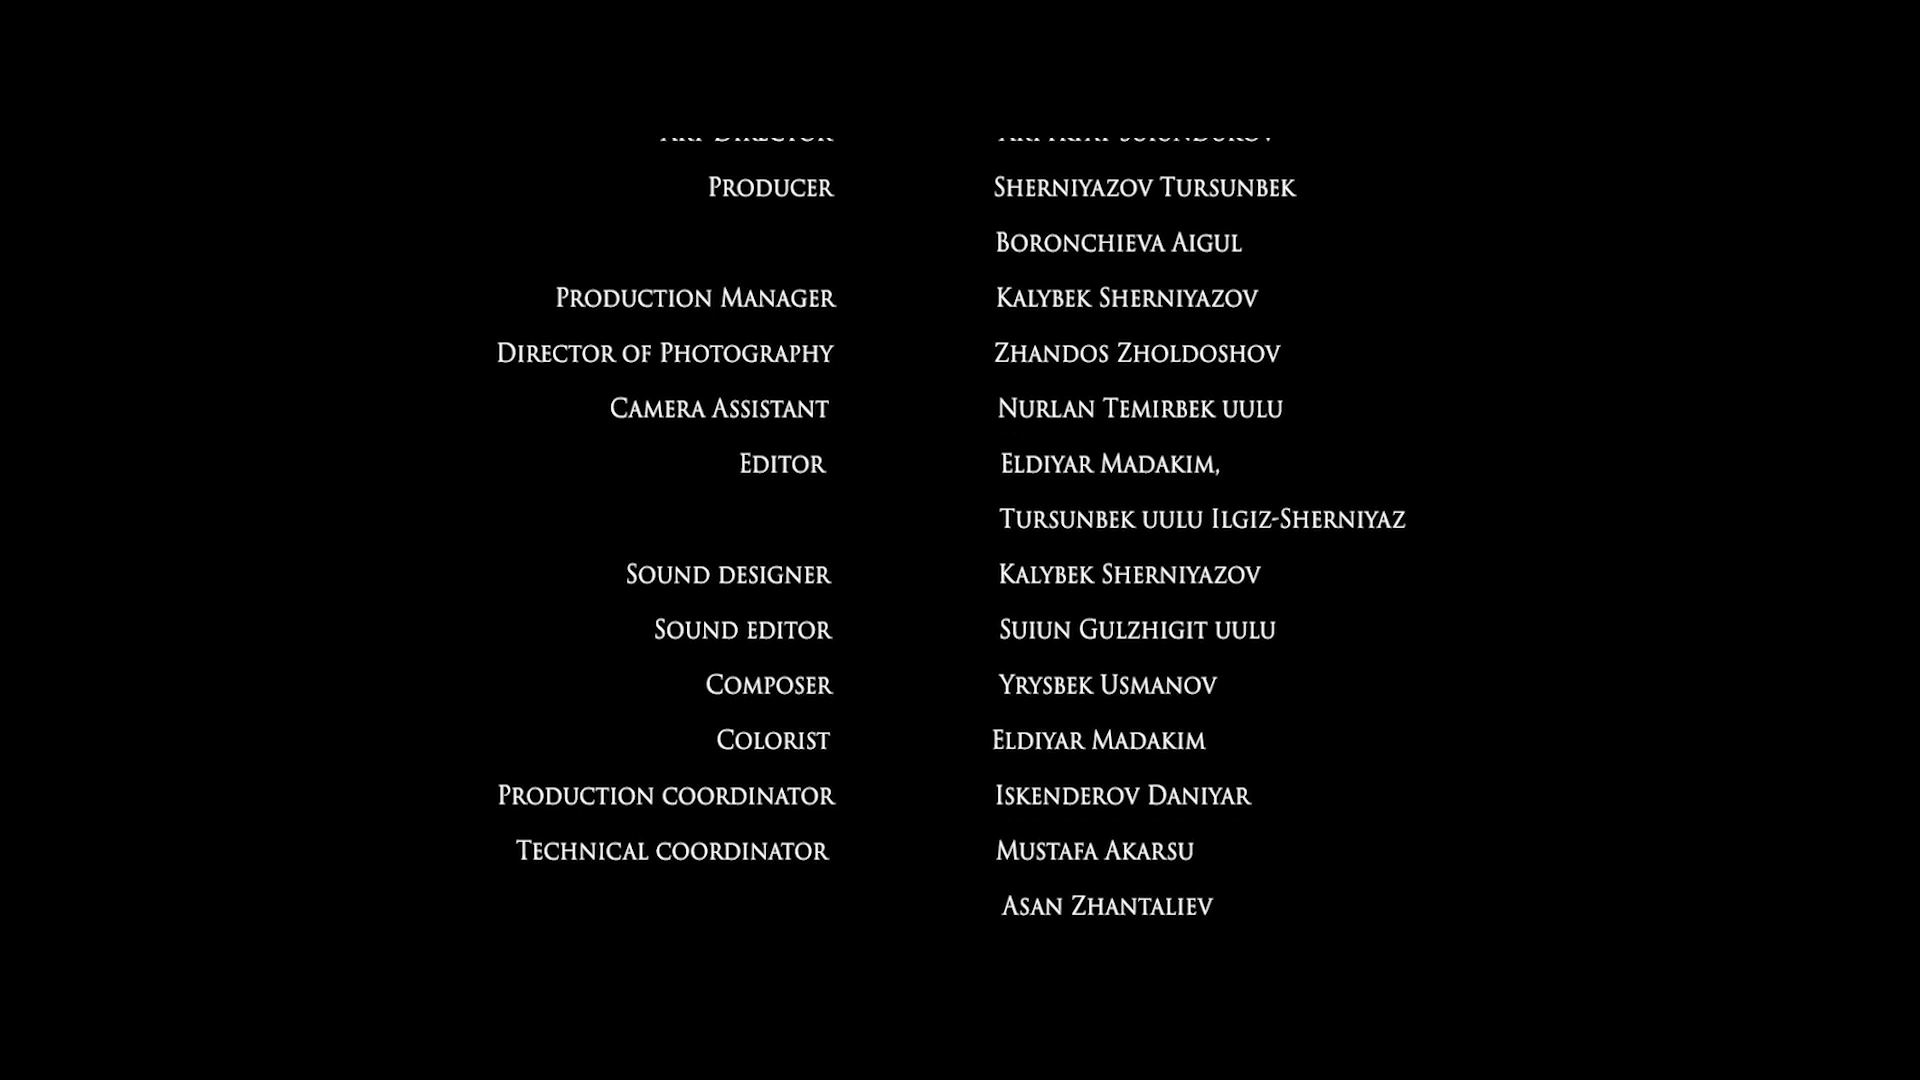 Art Director
Producer Sherniyazov Tursunbek
Boronchieva Aigul
Production Manager Kalybek Sherniyazov
Director of Photography Zhandos Zholdoshov
Camera Assistant Nurlan Temirbek uulu
Editor Eldiyar Madakim,
Tursunbek uulu Ilgiz-Sherniyaz
Sound designer Kalybek Sherniyazov
Sound editor Suiun Gulzhigit uulu
Composer Yrysbek Usmanov
Colorist Eldiyar Madakim
Production coordinator Iskenderov Daniyar
Technical coordinator Mustafa Akarsu
Asan Zhantaliev